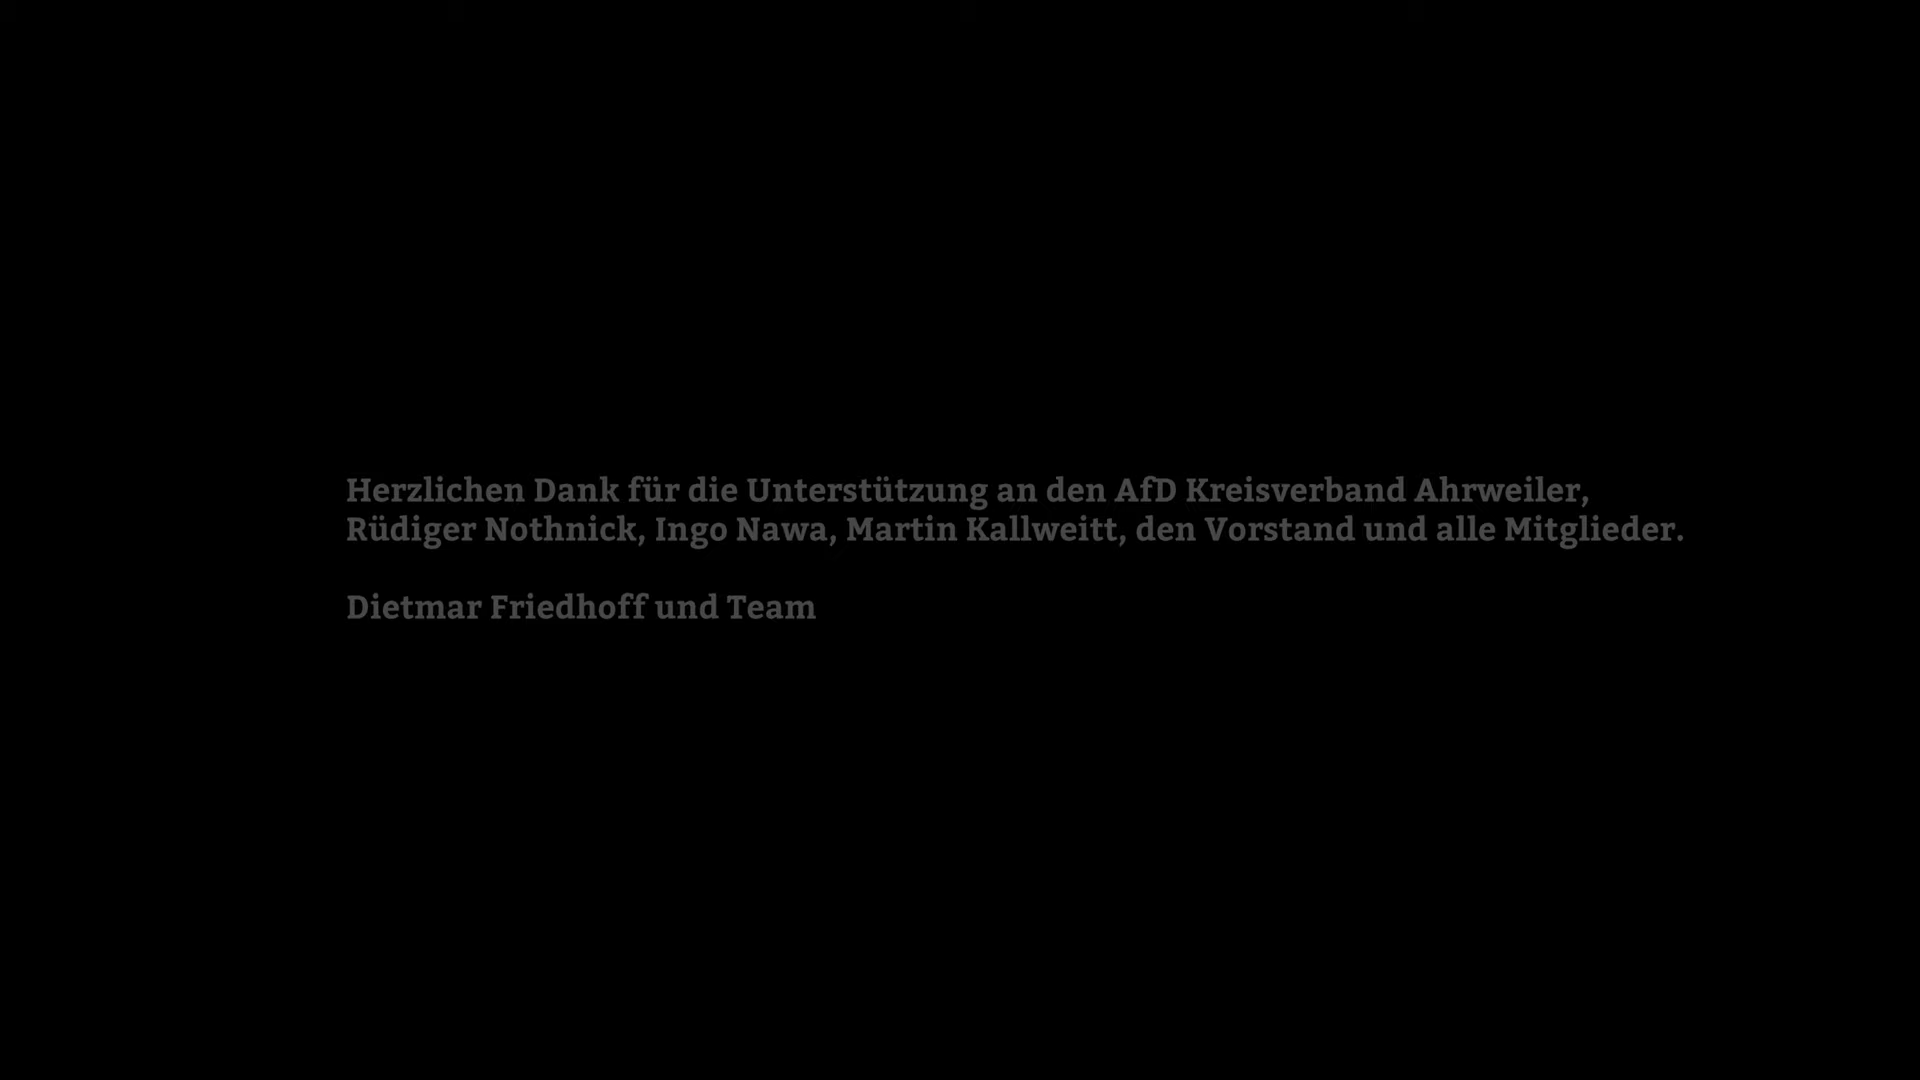 Herzlichen Dank für die Unterstützung an den AfD Kreisverband Ahrweiler,
Rüdiger Nothnick, Ingo Nawa, Martin Kallweitt, den Vorstand und alle Mitglieder.
Dietmar Friedhoff und Team